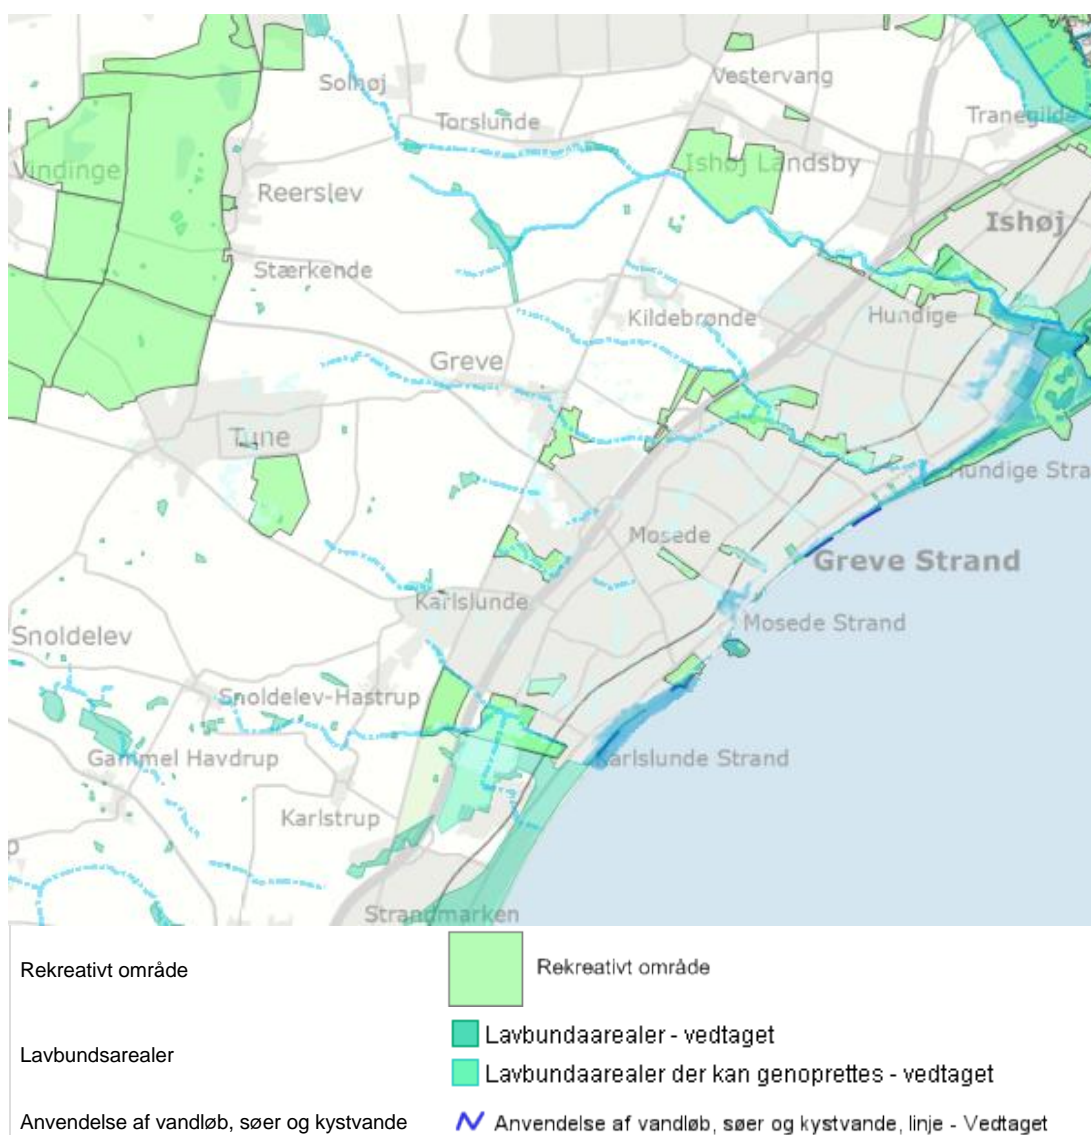 Solhøj
Vestervang
Torslunde
Tranegilde
Vindinge
Ishøj Landsby
Reerslev
Ishøj
Stærkende
Kildebrønde
Hundige
Greve
Tune
Hundige Stra
Mosede
Greve Strand
Karlslunde
Mosede Strand
Snoldelev
Snoldelev-Hastrup
Gammel Havdrup
Karlslunde Strand
Karlstrup
Strandmarken
Rekreativt område
Rekreativt område
Lavbundaarealer - vedtaget
Lavbundsarealer
Lavbundaarealer der kan genoprettes - vedtaget
Anvendelse af vandløb, søer og kystvande
Anvendelse af vandløb, søer og kystvande, linje - Vedtaget